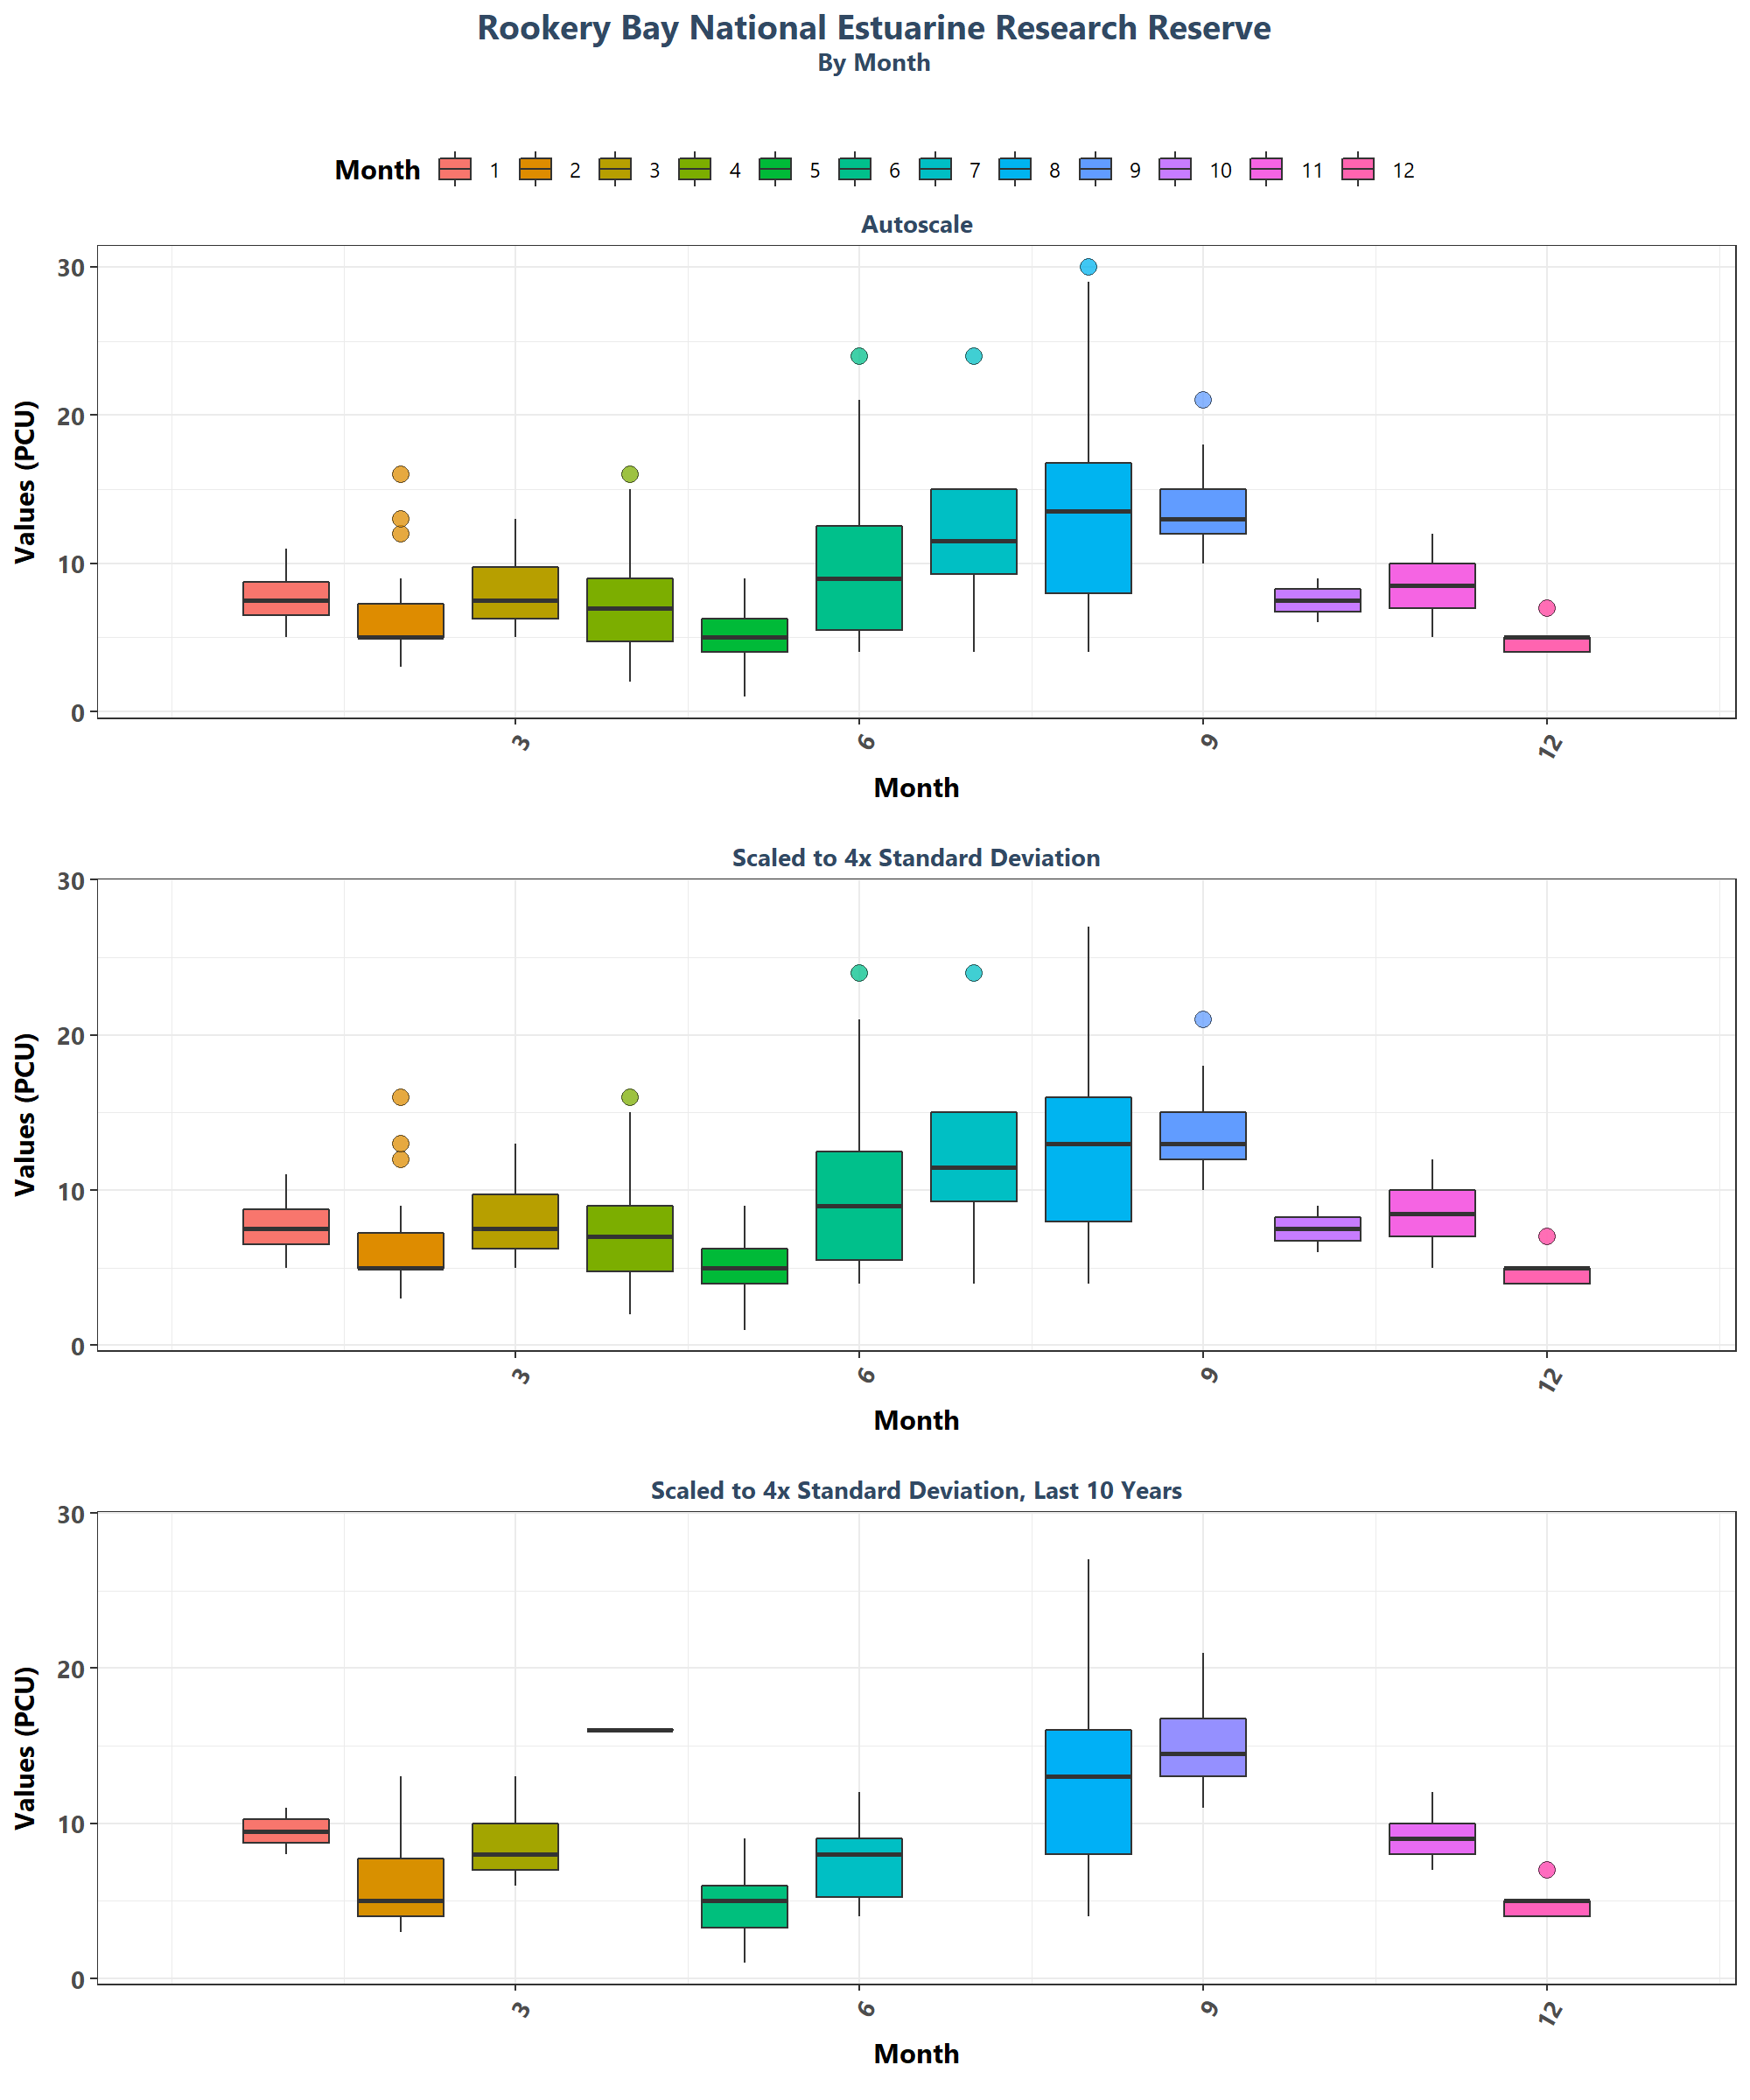 Rookery Bay National Estuarine Research Reserve
By Month
Month 1 2 3 4 5 6 7 8 9 10 11 12
Autoscale
Values (PCU)
30
20
10
0
3 6 9 12
Month
Scaled to 4x Standard Deviation
Values (PCU)
30
20
10
0
3 6 9 12
Month
Scaled to 4x Standard Deviation, Last 10 Years
Values (PCU)
30
20
10
0
3 6 9 12
Month